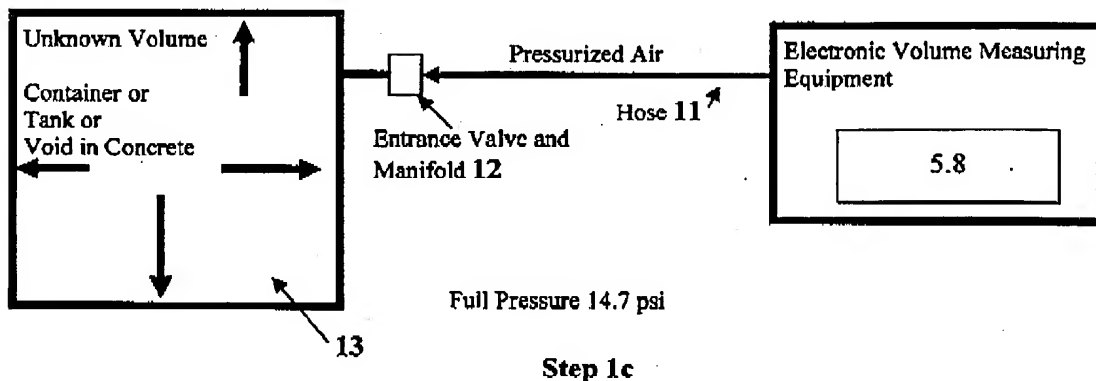 Unknown Volume
Container or
Tank or
Void in Concrete
Pressurized Air
Hose 11
Entrance Valve and
Manifold 12
Electronic Volume Measuring
Equipment
5.8
Full Pressure 14.7 psi
13
Step 1c